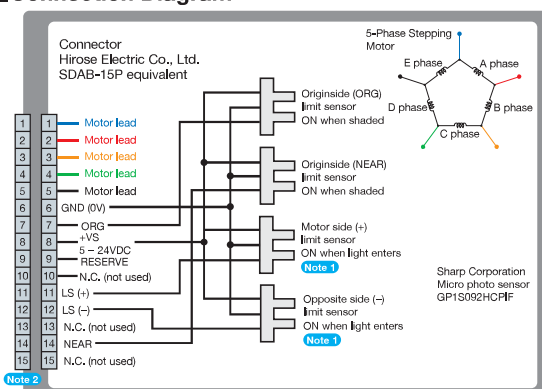 Connection Diagram
Connector
Hirose Electric Co., Ltd.
SDAB-15P equivalent
5-Phase Stepping
Motor
E phase
A phase
D phase
B phase
C phase
1 1 Motor lead
2 2 Motor lead
3 3 Motor lead
4 4 Motor lead
5 5 Motor lead
6 6 GND (0V)
7 7 ORG
8 8 +VS
5 – 24VDC
9 9 RESERVE
10 10 N.C. (not used)
11 11 LS (+)
12 12 LS (–)
13 13 N.C. (not used)
14 14 NEAR
15 15 N.C. (not used)
Note 2
Originside (ORG)
limit sensor
ON when shaded
Originside (NEAR)
limit sensor
ON when shaded
Motor side (+)
limit sensor
ON when light enters
Note 1
Opposite side (–)
limit sensor
ON when light enters
Note 1
Sharp Corporation
Micro photo sensor
GP1S092HCPIF